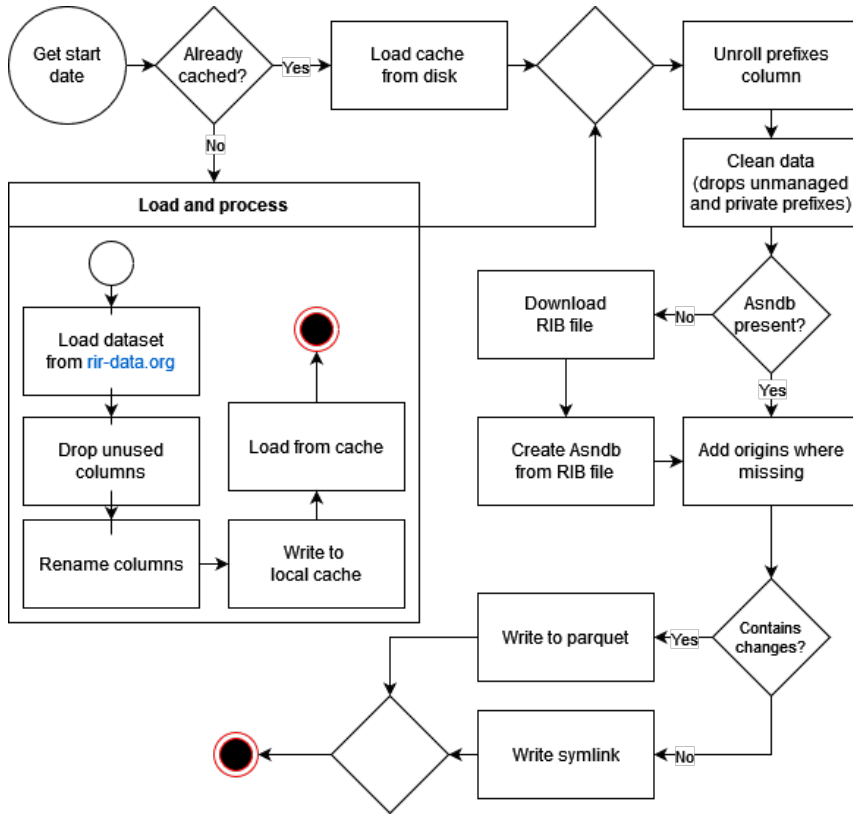 Get start
date
Already
cached?
Yes
Load cache
from disk
Unroll prefixes
column
No
Clean data
(drops unmanaged
and private prefixes)
Load and process
Load dataset
from rir-data.org
Drop unused
columns
Rename columns
Write to
local cache
Load from cache
Asndb
present?
No
Download
RIB file
Create Asndb
from RIB file
Yes
Add origins where
missing
Contains
changes?
Yes
Write to parquet
No
Write symlink